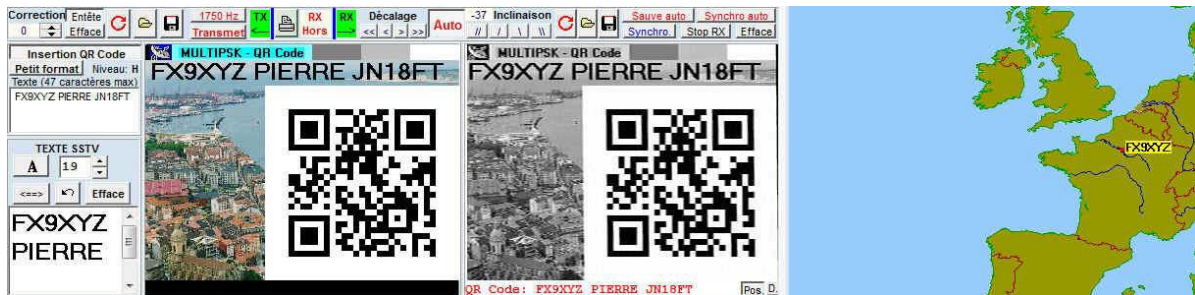 Correction Entête 1750 Hz TX RX RX Décalage -37 Inclinaison Sauve auto Synchro auto
0 Efface Transmet <-- Hors --> << < > >> Auto // / \ \\ Synchro. Stop RX Efface
Insertion QR Code
Petit format Niveau: H
Texte (47 caractères max)
FX9XYZ PIERRE JN18FT
TEXTE SSTV
A 19
<==> Efface
FX9XYZ
PIERRE
MULTIPSK - QR Code
FX9XYZ PIERRE JN18FT
MULTIPSK - QR Code
FX9XYZ PIERRE JN18FT
QR Code: FX9XYZ PIERRE JN18FT Pos. D.
FX9XYZ